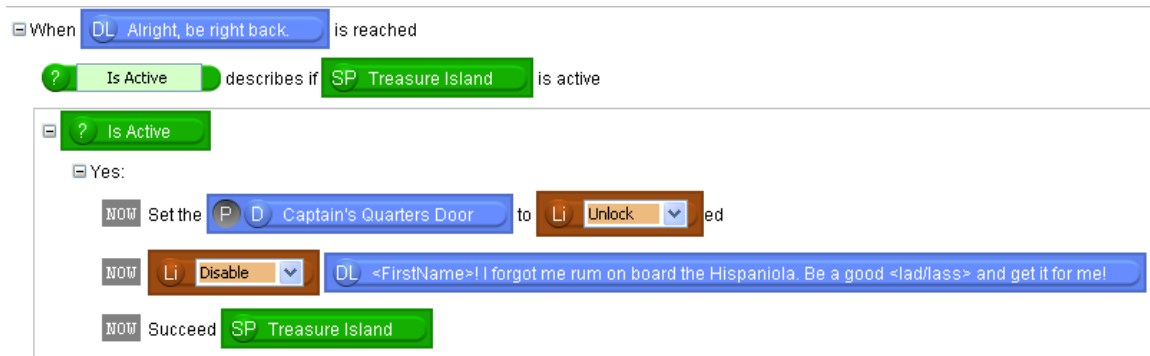 When DL Alright, be right back. is reached
? Is Active describes if SP Treasure Island is active
? Is Active
Yes:
NOW Set the P D Captain's Quarters Door to Li Unlock ed
NOW Li Disable DL <FirstName>! I forgot me rum on board the Hispaniola. Be a good <lad/lass> and get it for me!
NOW Succeed SP Treasure Island